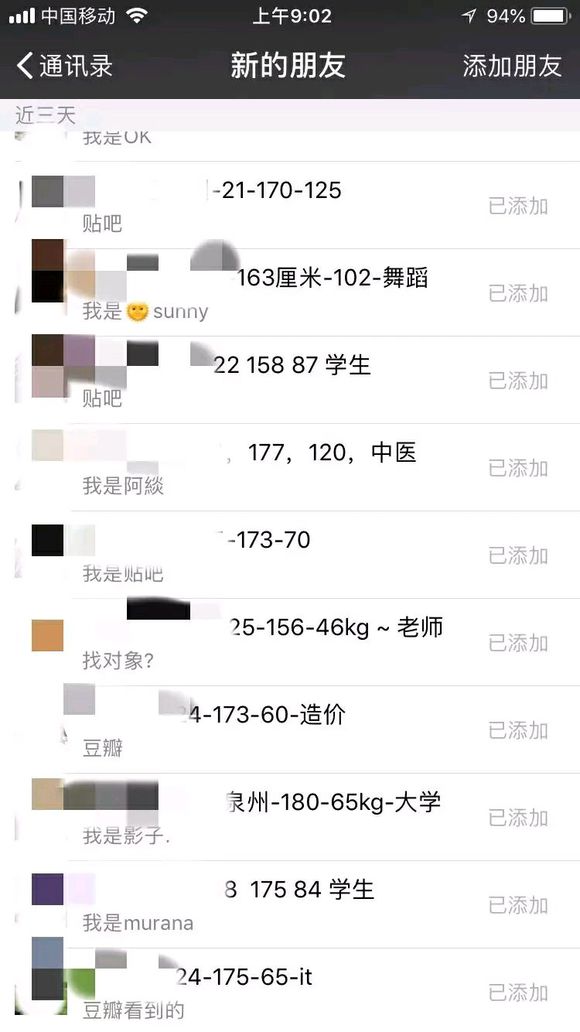 中国移动 上午9:02 94%
通讯录 新的朋友 添加朋友
近三天
我是OK
-21-170-125
贴吧
已添加
163厘米-102-舞蹈
我是🌞sunny
已添加
22 158 87 学生
贴吧
已添加
，177，120，中医
我是阿燚
已添加
-173-70
我是贴吧
已添加
25-156-46kg ~ 老师
找对象?
已添加
4-173-60-造价
豆瓣
已添加
泉州-180-65kg-大学
我是影子.
已添加
8 175 84 学生
我是murana
已添加
24-175-65-it
豆瓣看到的
已添加